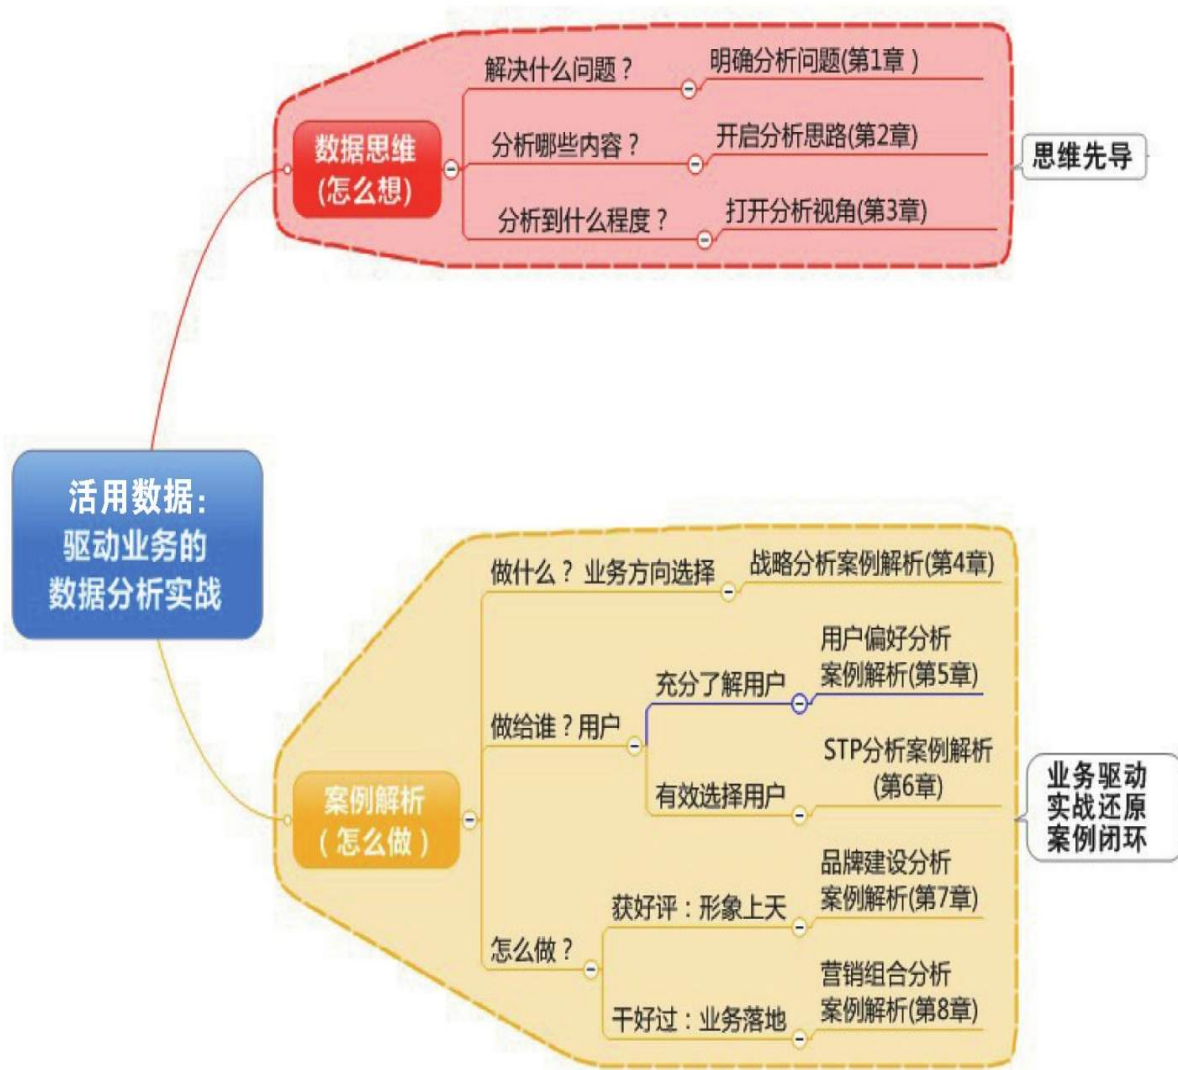 解决什么问题？
明确分析问题(第1章 )
数据思维
(怎么想)
分析哪些内容？
开启分析思路(第2章)
分析到什么程度？
打开分析视角(第3章)
思维先导
活用数据：
驱动业务的
数据分析实战
案例解析
（怎么做）
做什么？ 业务方向选择
战略分析案例解析(第4章)
做给谁？用户
充分了解用户
用户偏好分析
案例解析(第5章)
有效选择用户
STP分析案例解析
(第6章)
怎么做？
获好评：形象上天
品牌建设分析
案例解析(第7章)
干好过：业务落地
营销组合分析
案例解析(第8章)
业务驱动
实战还原
案例闭环